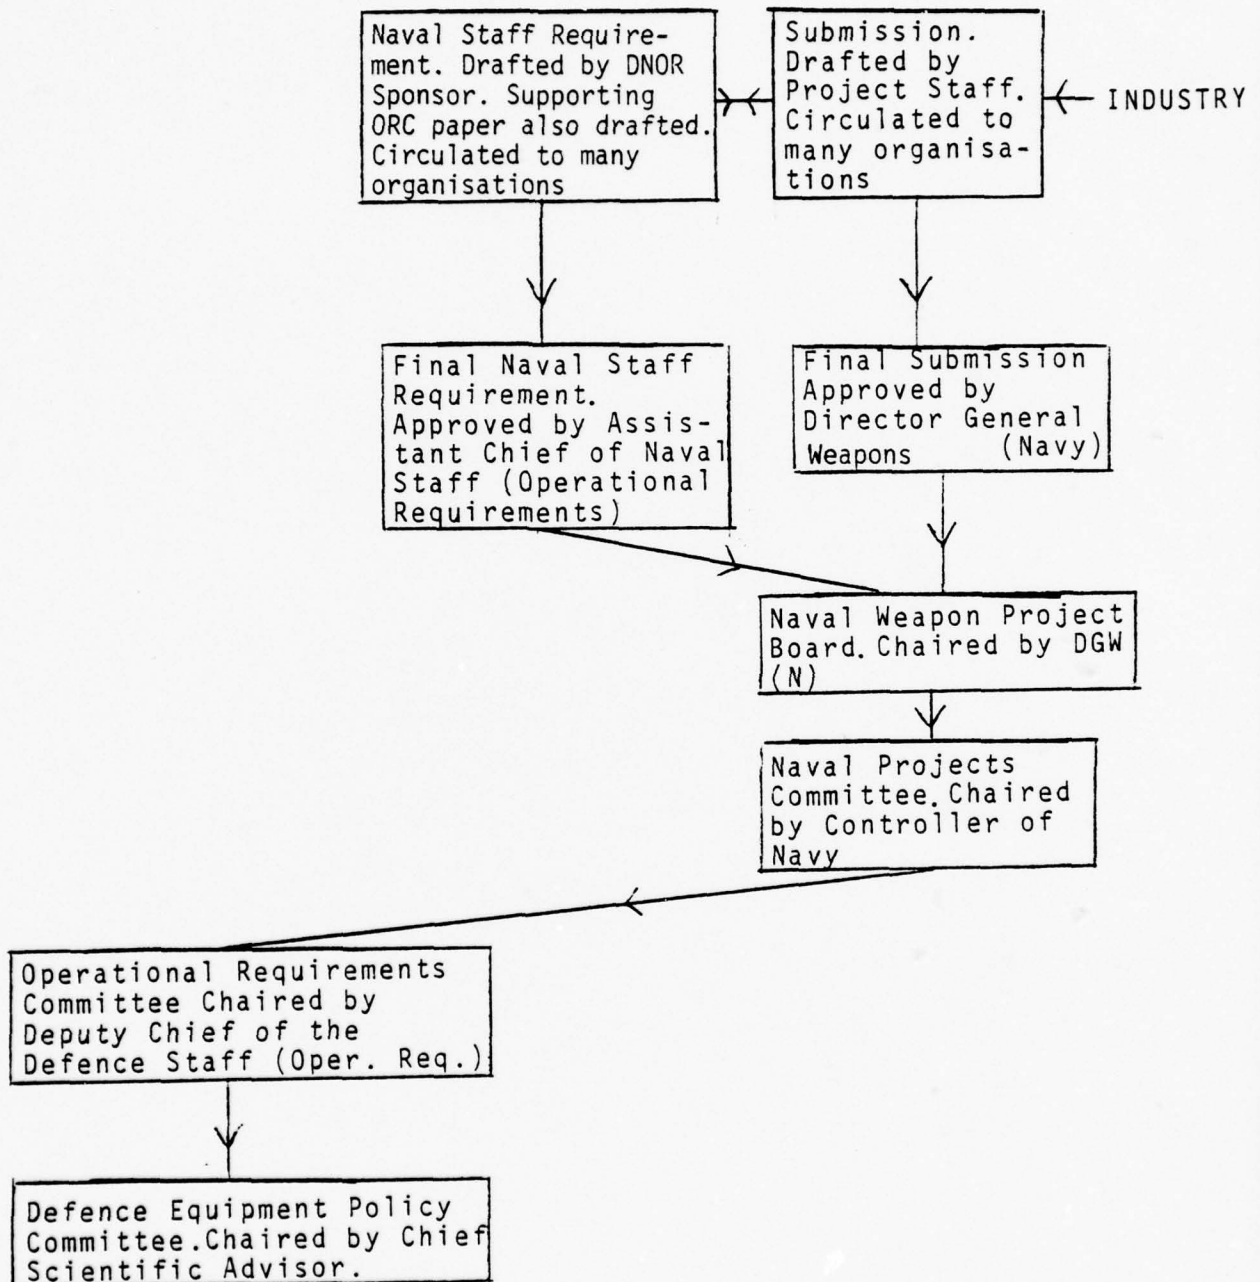 Naval Staff Require-
ment. Drafted by DNOR
Sponsor. Supporting
ORC paper also drafted.
Circulated to many
organisations
Submission.
Drafted by
Project Staff.
Circulated to
many organisa-
tions
INDUSTRY
Final Naval Staff
Requirement.
Approved by Assis-
tant Chief of Naval
Staff (Operational
Requirements)
Final Submission
Approved by
Director General
Weapons (Navy)
Naval Weapon Project
Board. Chaired by DGW
(N)
Naval Projects
Committee. Chaired
by Controller of
Navy
Operational Requirements
Committee Chaired by
Deputy Chief of the
Defence Staff (Oper. Req.)
Defence Equipment Policy
Committee. Chaired by Chief
Scientific Advisor.